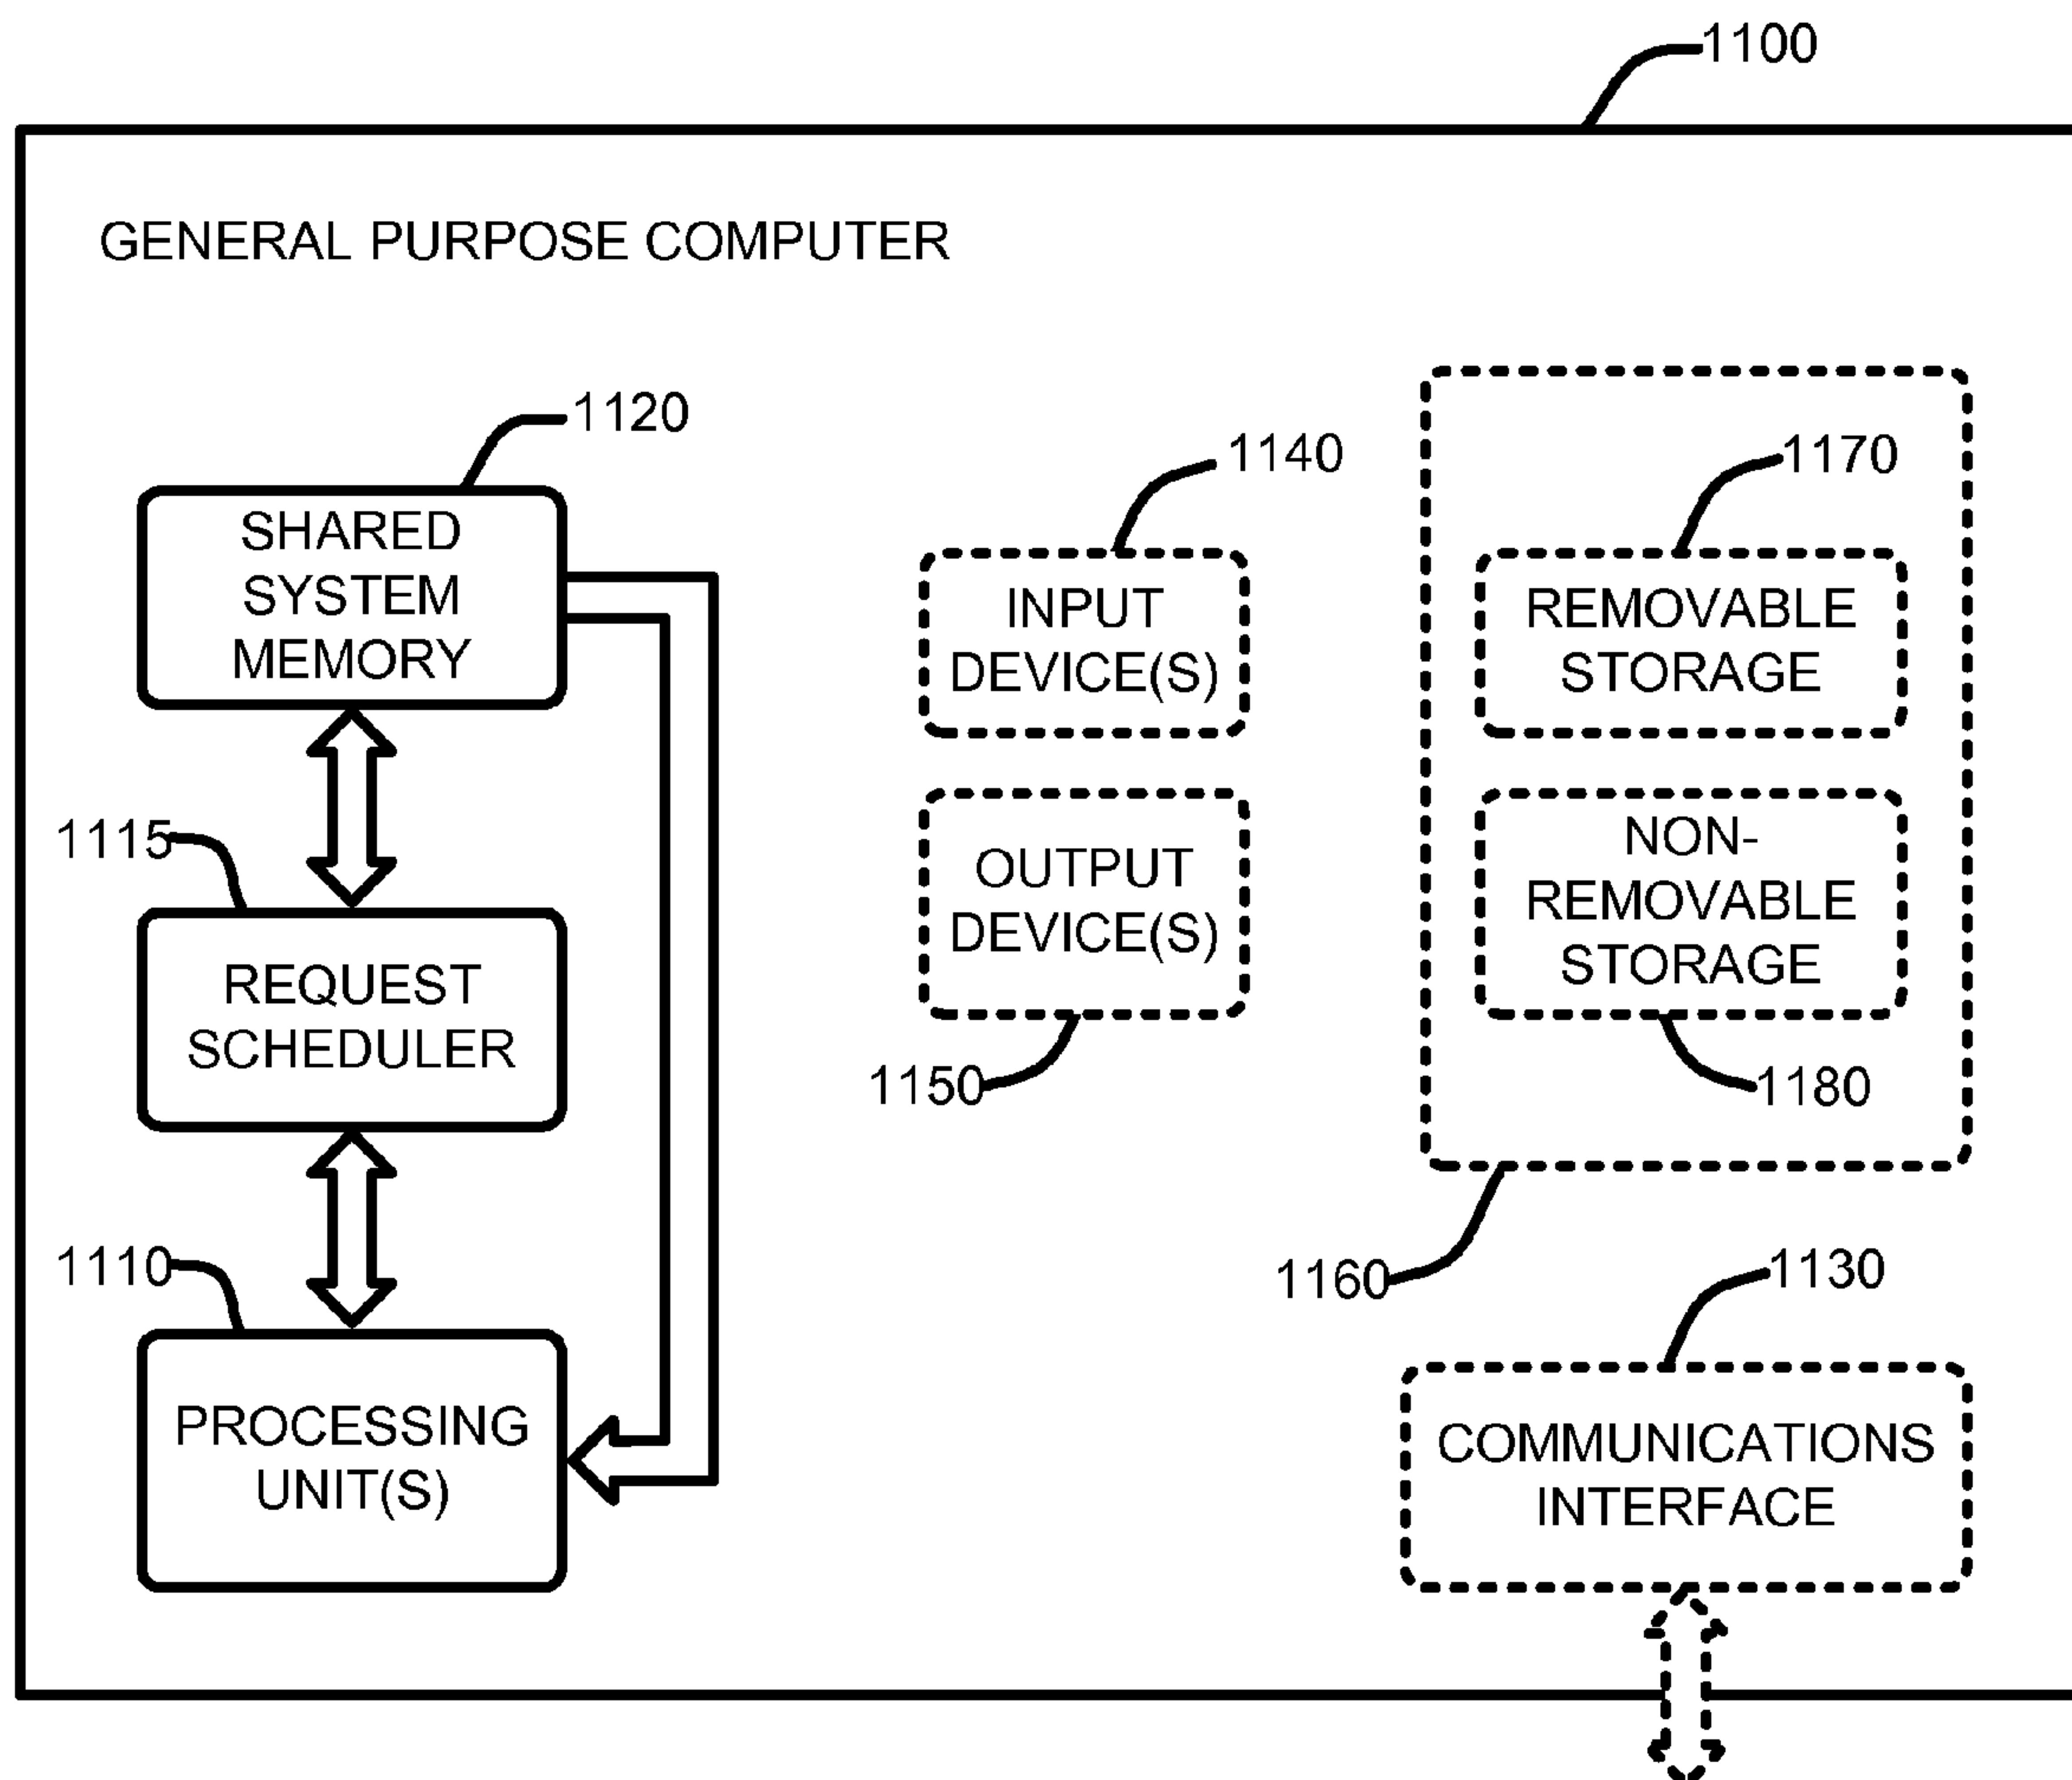 1100
GENERAL PURPOSE COMPUTER
1120
SHARED
SYSTEM
MEMORY
1115
REQUEST
SCHEDULER
1110
PROCESSING
UNIT(S)
1140
INPUT
DEVICE(S)
OUTPUT
DEVICE(S)
1150
1170
REMOVABLE
STORAGE
NON-
REMOVABLE
STORAGE
1180
1160
1130
COMMUNICATIONS
INTERFACE